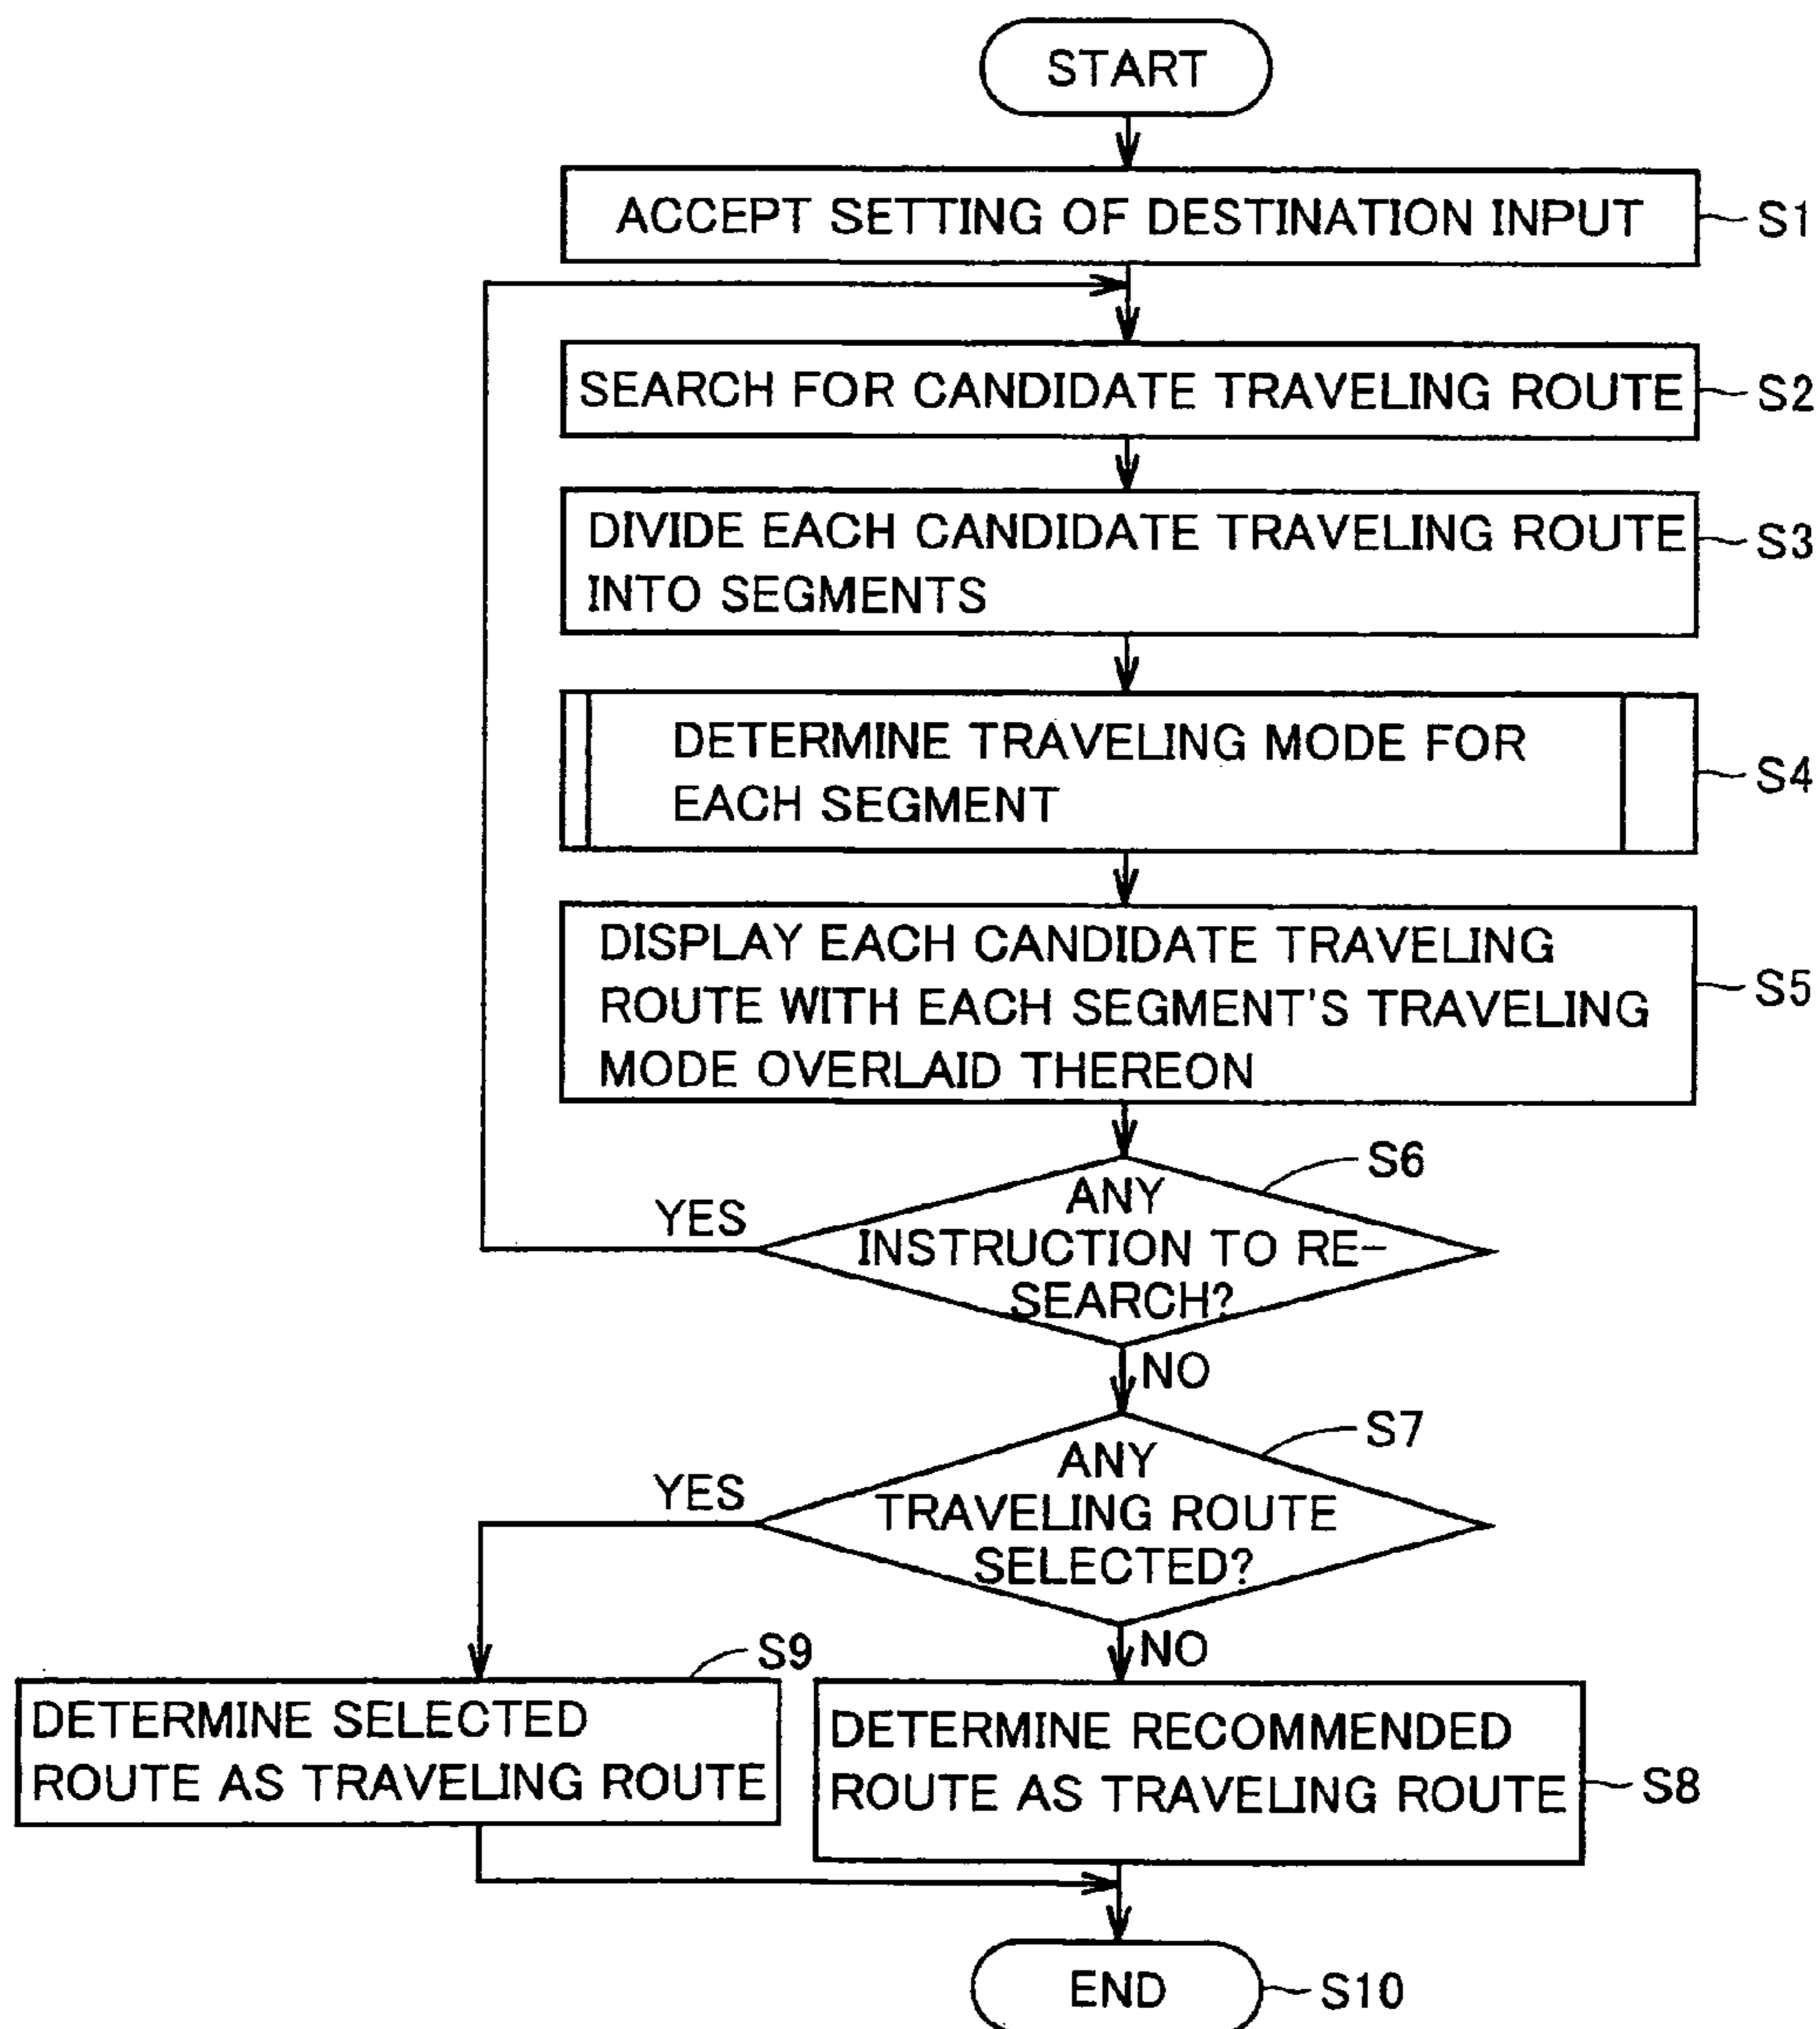 START
ACCEPT SETTING OF DESTINATION INPUT
S1
SEARCH FOR CANDIDATE TRAVELING ROUTE
S2
DIVIDE EACH CANDIDATE TRAVELING ROUTE
INTO SEGMENTS
S3
DETERMINE TRAVELING MODE FOR
EACH SEGMENT
S4
DISPLAY EACH CANDIDATE TRAVELING
ROUTE WITH EACH SEGMENT'S TRAVELING
MODE OVERLAID THEREON
S5
S6
YES
ANY
INSTRUCTION TO RE-
SEARCH?
NO
S7
YES
ANY
TRAVELING ROUTE
SELECTED?
NO
S9
DETERMINE SELECTED
ROUTE AS TRAVELING ROUTE
DETERMINE RECOMMENDED
ROUTE AS TRAVELING ROUTE
S8
END
S10